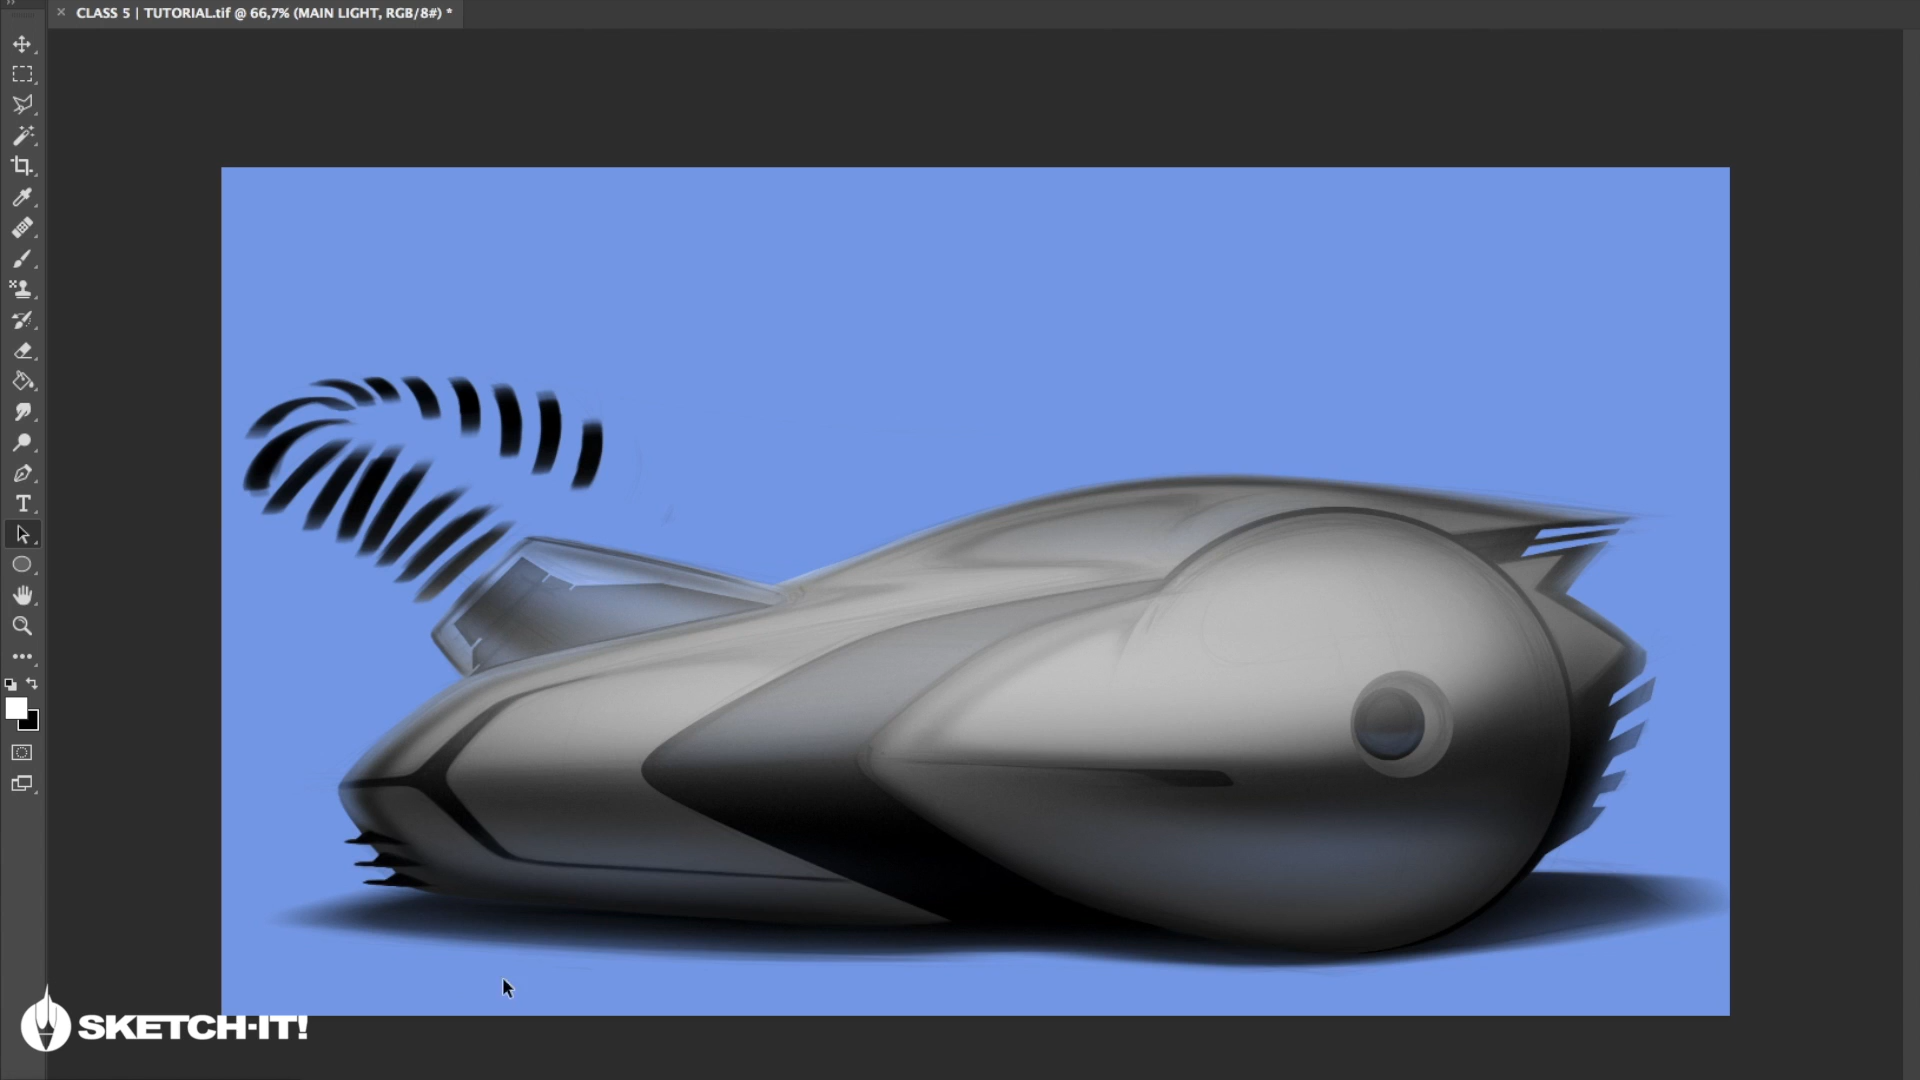 CLASS 5 | TUTORIAL.tif @ 66,7% (MAIN LIGHT, RGB/8#) *
SKETCH-IT!